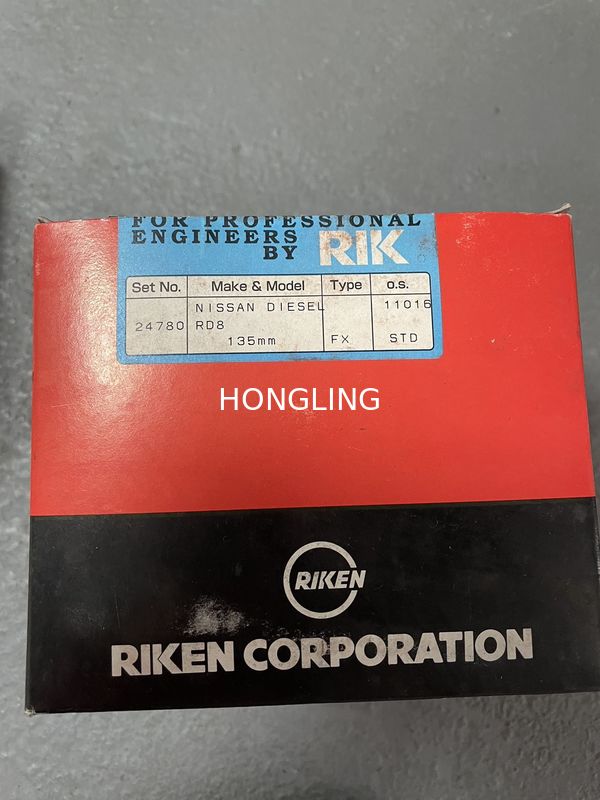 FOR PROFESSIONAL
ENGINEERS
BY RIK
Set No. Make & Model Type o.s.
NISSAN DIESEL 11016
24780 RD8
135mm FX STD
HONGLING
RIKEN
RIKEN CORPORATION